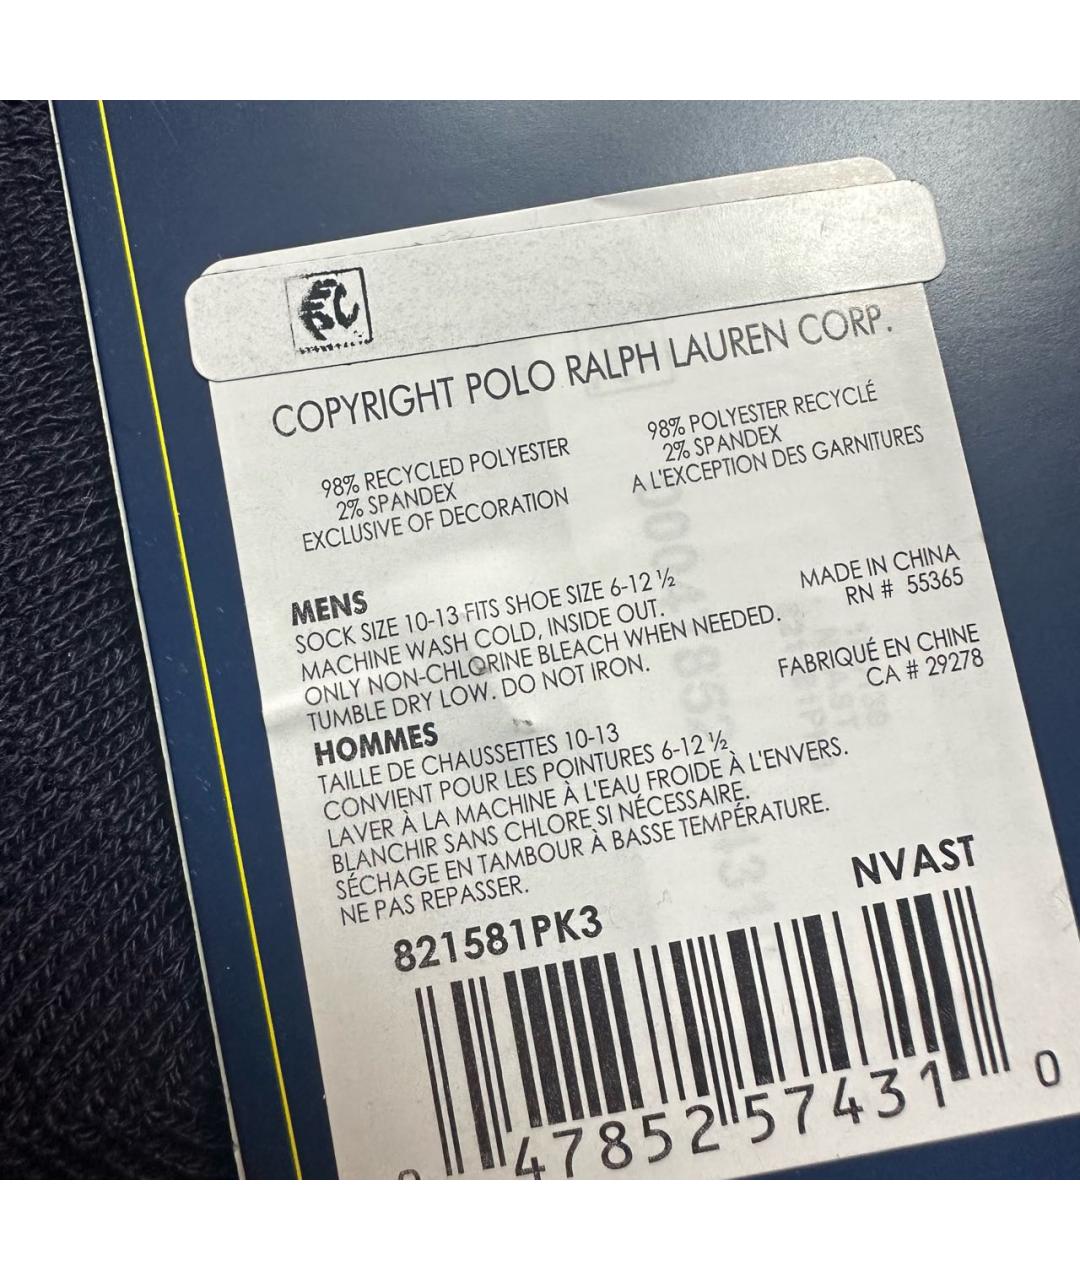 COPYRIGHT POLO RALPH LAUREN CORP.
98% RECYCLED POLYESTER
2% SPANDEX
EXCLUSIVE OF DECORATION
98% POLYESTER RECYCLÉ
2% SPANDEX
A L'EXCEPTION DES GARNITURES
MENS
SOCK SIZE 10-13 FITS SHOE SIZE 6-12 ½
MACHINE WASH COLD, INSIDE OUT.
ONLY NON-CHLORINE BLEACH WHEN NEEDED.
TUMBLE DRY LOW. DO NOT IRON.
MADE IN CHINA
RN # 55365
FABRIQUÉ EN CHINE
CA # 29278
HOMMES
TAILLE DE CHAUSSETTES 10-13
CONVIENT POUR LES POINTURES 6-12 ½
LAVER À LA MACHINE À L'EAU FROIDE À L'ENVERS.
BLANCHIR SANS CHLORE SI NÉCESSAIRE.
SÉCHAGE EN TAMBOUR À BASSE TEMPÉRATURE.
NE PAS REPASSER.
821581PK3
NVAST
0 47852 57431 0